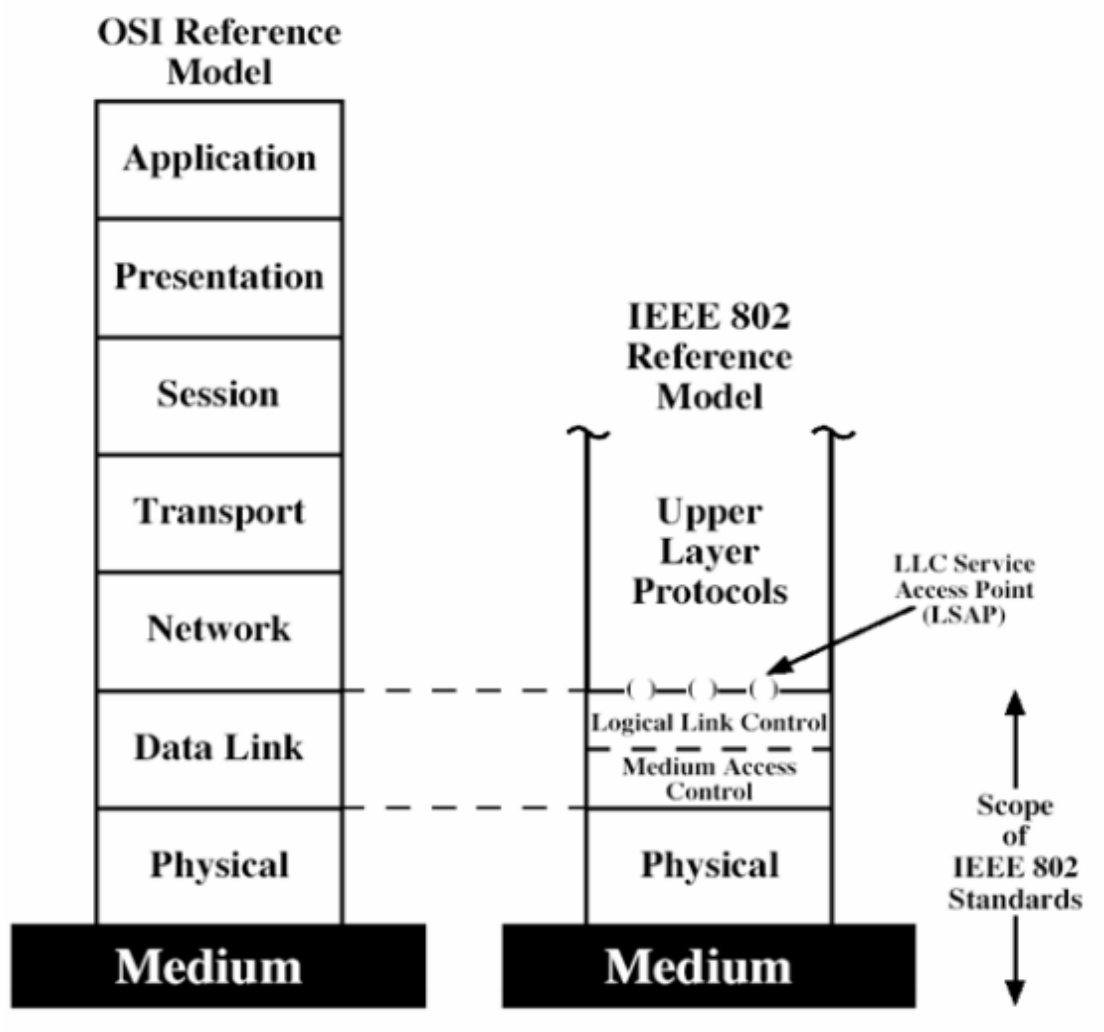 OSI Reference
Model
Application
Presentation
Session
Transport
Network
Data Link
Physical
Medium
IEEE 802
Reference
Model
Upper
Layer
Protocols
LLC Service
Access Point
(LSAP)
Logical Link Control
Medium Access
Control
Physical
Medium
Scope
of
IEEE 802
Standards